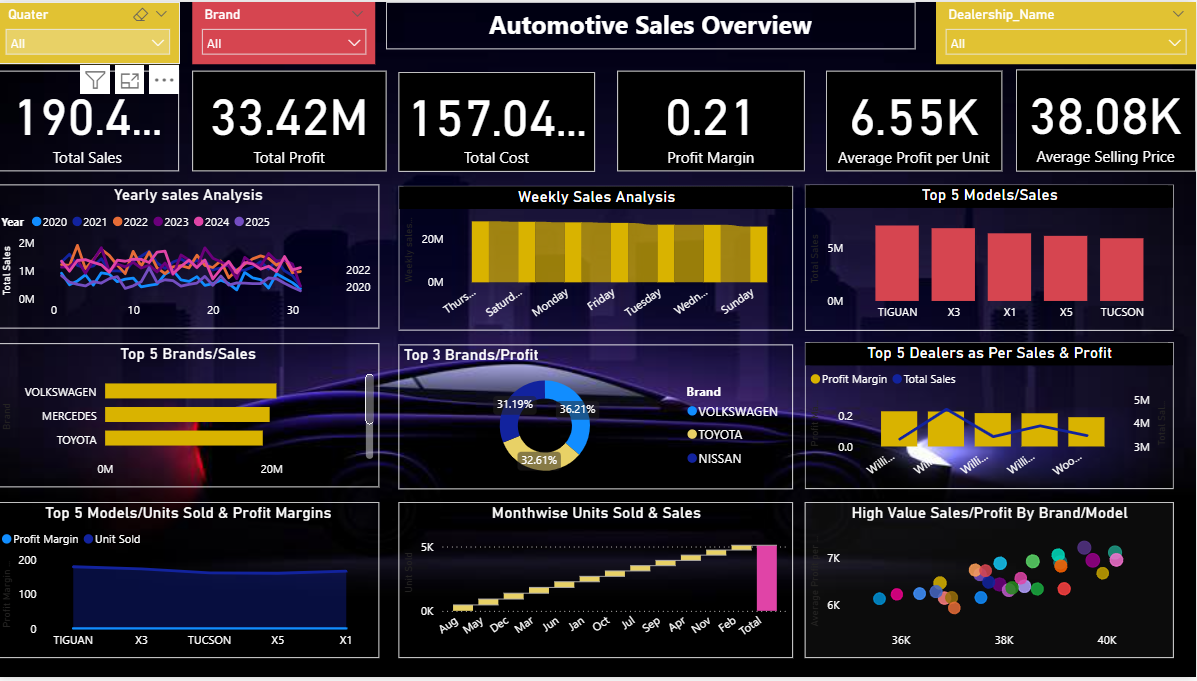 Quater
All
Brand
All
Automotive Sales Overview
Dealership_Name
All
190.4...
Total Sales
33.42M
Total Profit
157.04...
Total Cost
0.21
Profit Margin
6.55K
Average Profit per Unit
38.08K
Average Selling Price
Yearly sales Analysis
Year 2020 2021 2022 2023 2024 2025
Total Sales
2M
1M
0M
2022
2020
0 10 20 30
Weekly Sales Analysis
Weekly sales...
20M
0M
Thurs... Saturd... Monday Friday Tuesday Wedn... Sunday
Top 5 Models/Sales
Total Sales
5M
0M
TIGUAN X3 X1 X5 TUCSON
Top 5 Brands/Sales
Brand
VOLKSWAGEN
MERCEDES
TOYOTA
0M 20M
Top 3 Brands/Profit
31.19%
36.21%
32.61%
Brand
VOLKSWAGEN
TOYOTA
NISSAN
Top 5 Dealers as Per Sales & Profit
Profit Margin Total Sales
Profit
0.2
0.0
5M
4M
3M
Total Sal...
Willi... Willi... Willi... Willi... Woo...
Top 5 Models/Units Sold & Profit Margins
Profit Margin Unit Sold
Profit Margin...
200
100
0
TIGUAN X3 TUCSON X5 X1
Monthwise Units Sold & Sales
Unit Sold
5K
0K
Aug May Dec Mar Jun Jan Oct Jul Sep Apr Nov Feb Total
High Value Sales/Profit By Brand/Model
Average Profit per...
7K
6K
36K 38K 40K